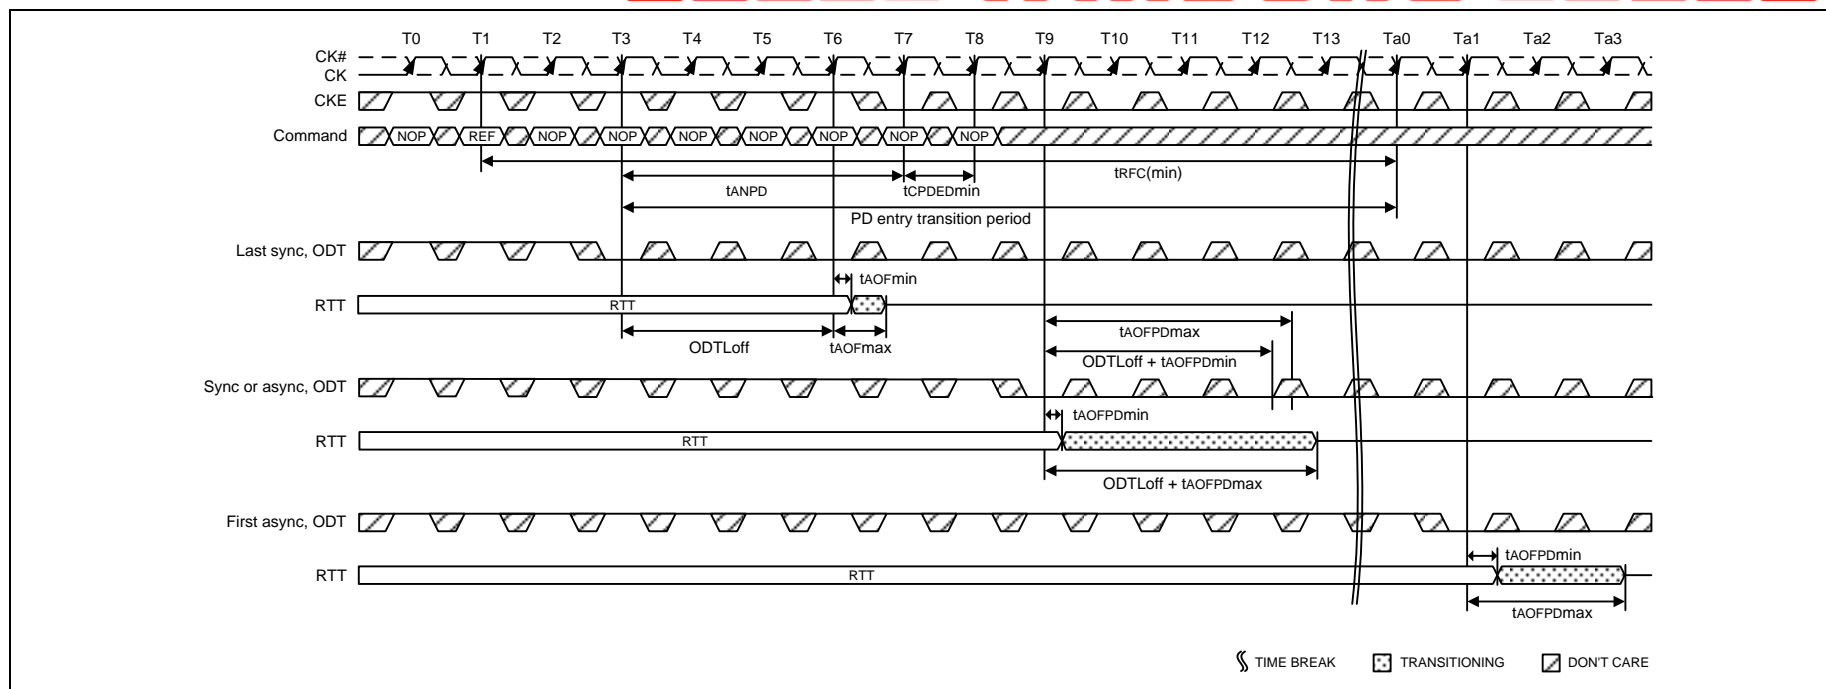 T0 T1 T2 T3 T4 T5 T6 T7 T8 T9 T10 T11 T12 T13 Ta0 Ta1 Ta2 Ta3
CK#
CK
CKE
Command NOP REF NOP NOP NOP NOP NOP NOP NOP
tRFC(min)
tANPD tCPDEDmin
PD entry transition period
Last sync, ODT
tAOFmin
RTT RTT
tAOFPDmax
ODTLoff tAOFmax
ODTLoff + tAOFPDmin
Sync or async, ODT
tAOFPDmin
RTT RTT
ODTLoff + tAOFPDmax
First async, ODT
tAOFPDmin
RTT RTT
tAOFPDmax
TIME BREAK TRANSITIONING DON'T CARE